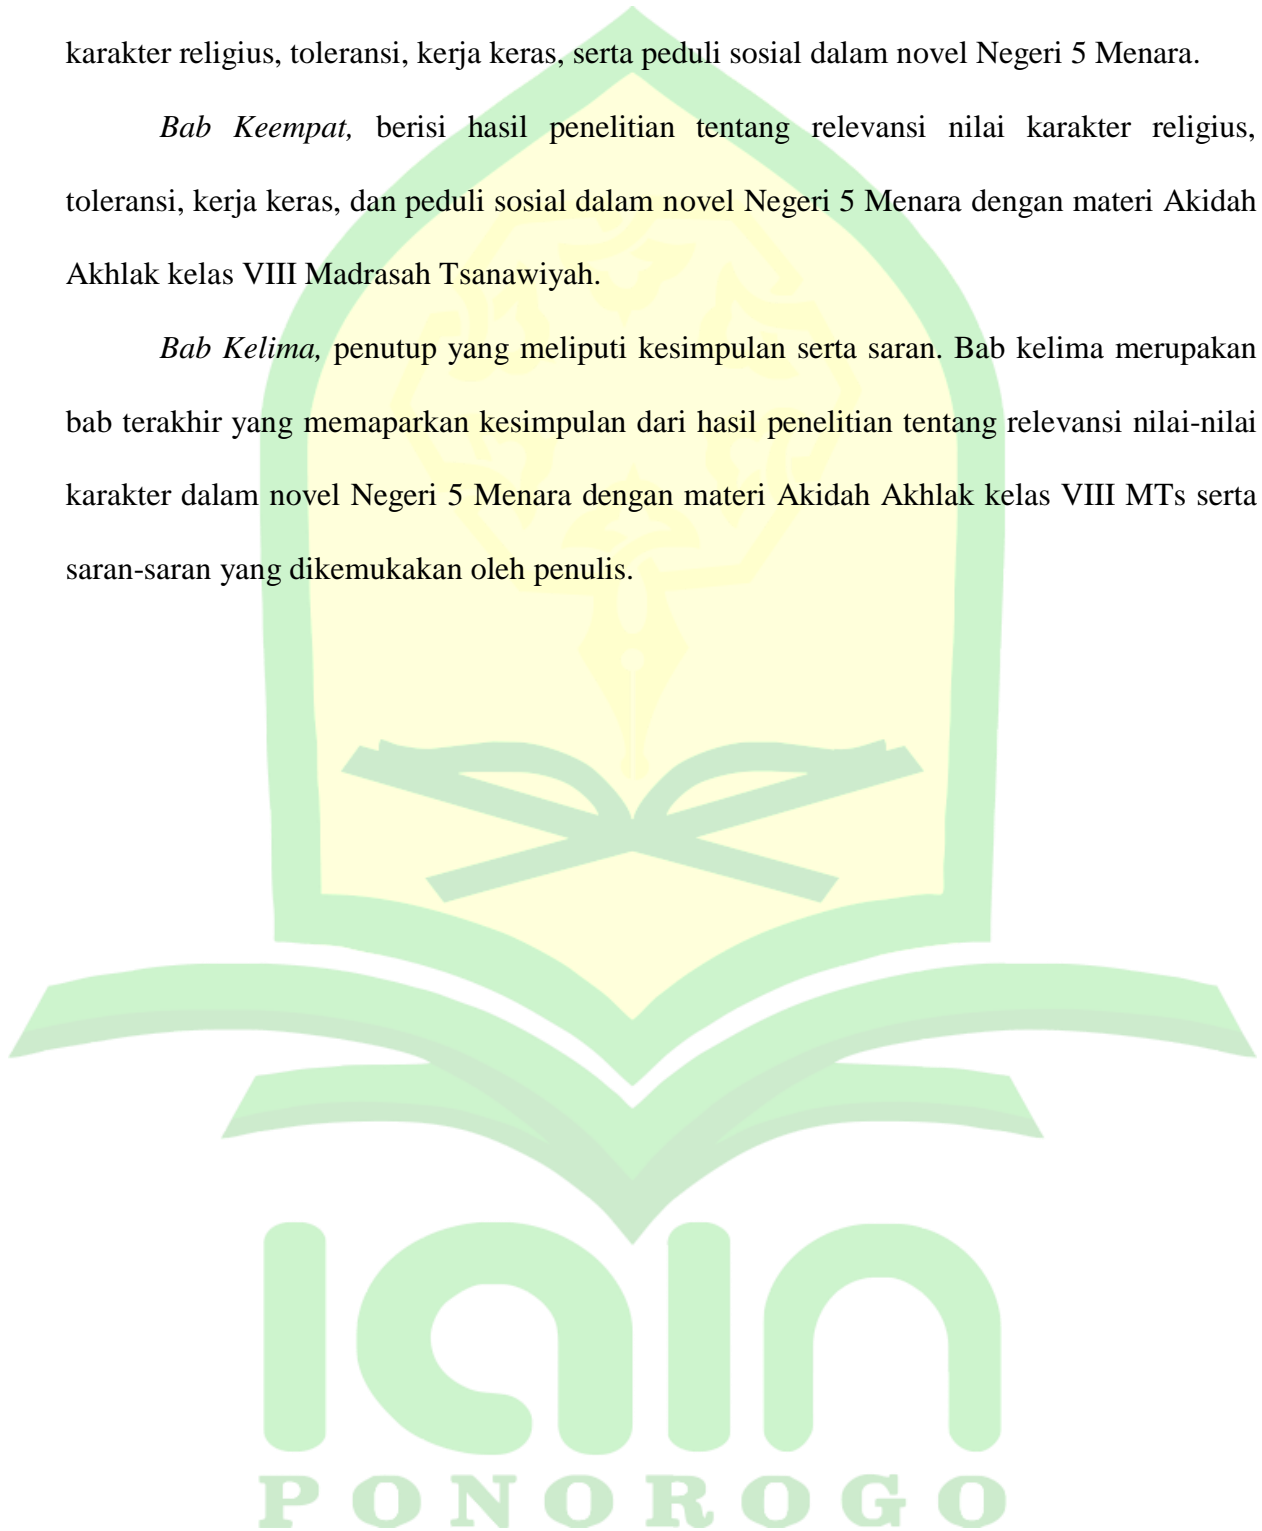 karakter religius, toleransi, kerja keras, serta peduli sosial dalam novel Negeri 5 Menara.
Bab Keempat, berisi hasil penelitian tentang relevansi nilai karakter religius,
toleransi, kerja keras, dan peduli sosial dalam novel Negeri 5 Menara dengan materi Akidah
Akhlak kelas VIII Madrasah Tsanawiyah.
Bab Kelima, penutup yang meliputi kesimpulan serta saran. Bab kelima merupakan
bab terakhir yang memaparkan kesimpulan dari hasil penelitian tentang relevansi nilai-nilai
karakter dalam novel Negeri 5 Menara dengan materi Akidah Akhlak kelas VIII MTs serta
saran-saran yang dikemukakan oleh penulis.
IAIN
PONOROGO